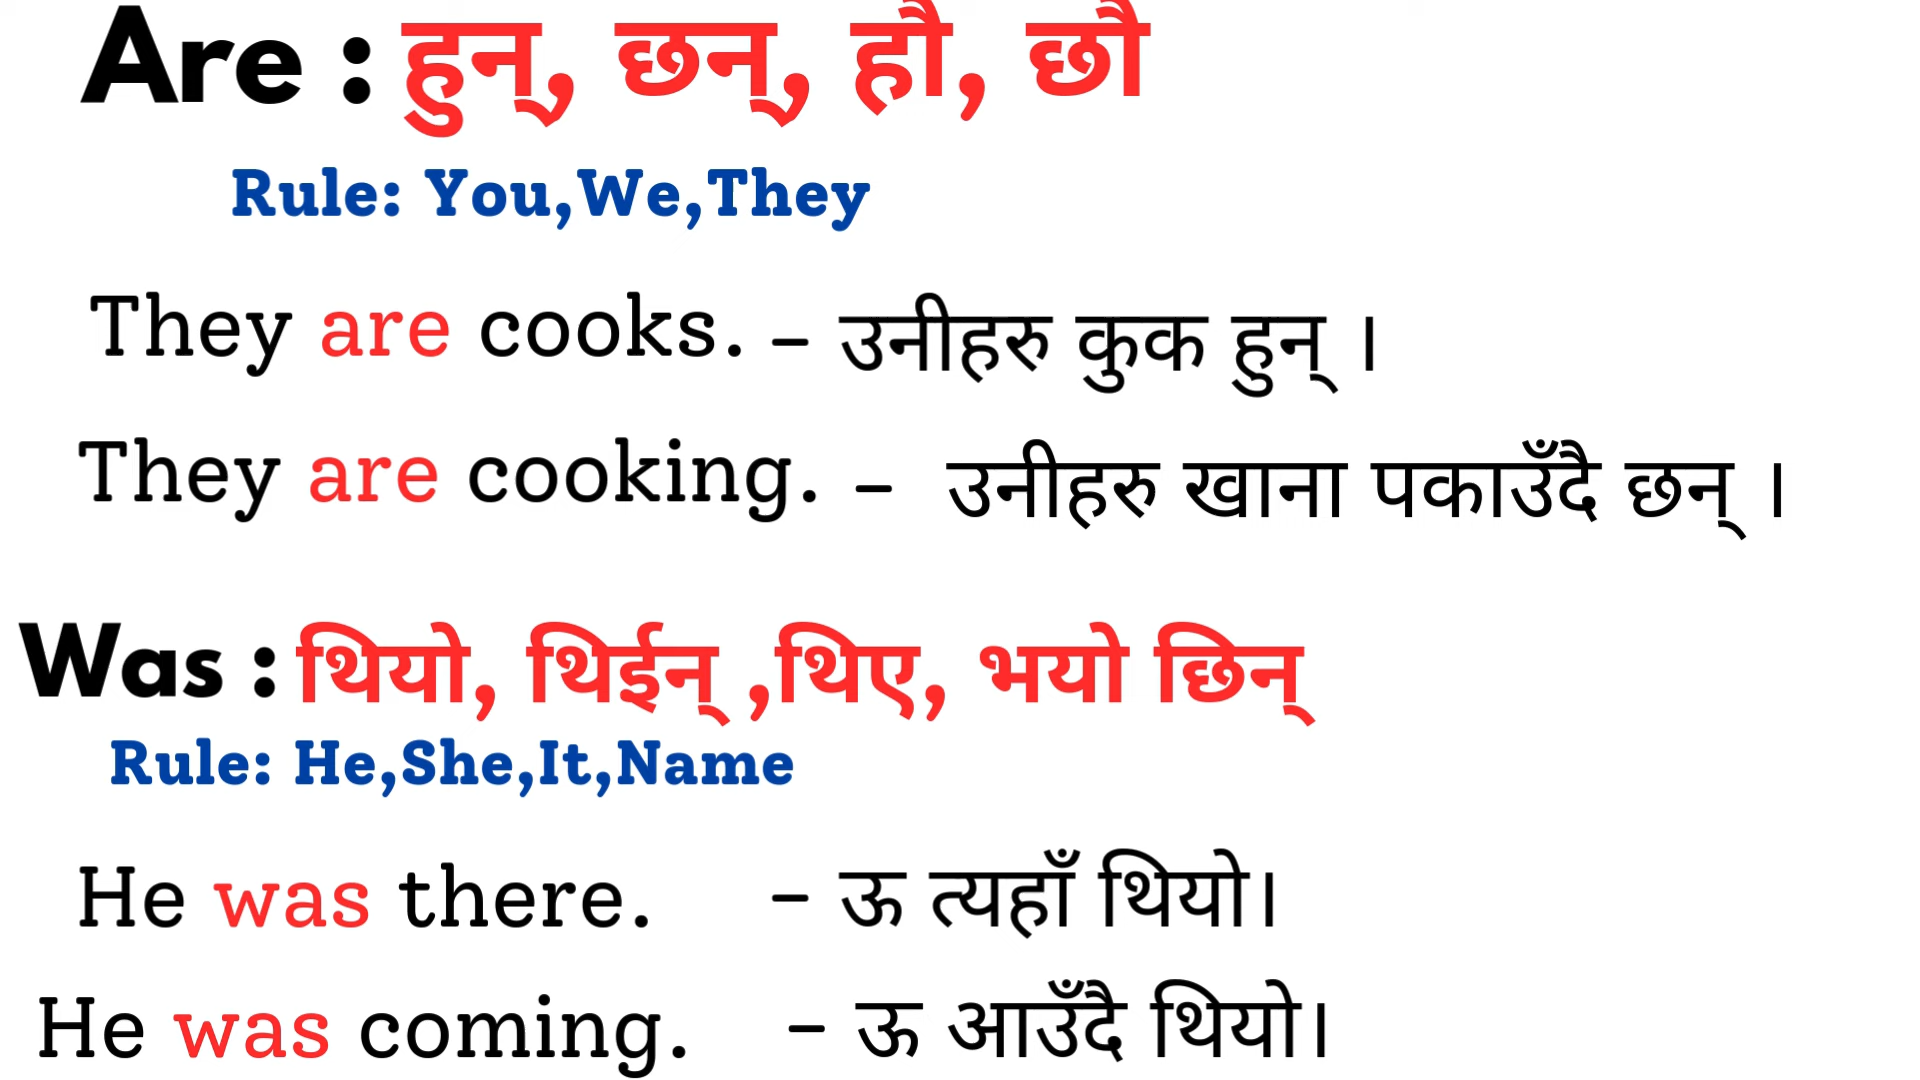 Are : हुन्, छन्, हौ, छौ
Rule: You,We,They
They are cooks. – उनीहरु कुक हुन् ।
They are cooking. – उनीहरु खाना पकाउँदै छन् ।
Was : थियो, थिईन् ,थिए, भयो छिन्
Rule: He,She,It,Name
He was there. – ऊ त्यहाँ थियो।
He was coming. – ऊ आउँदै थियो।